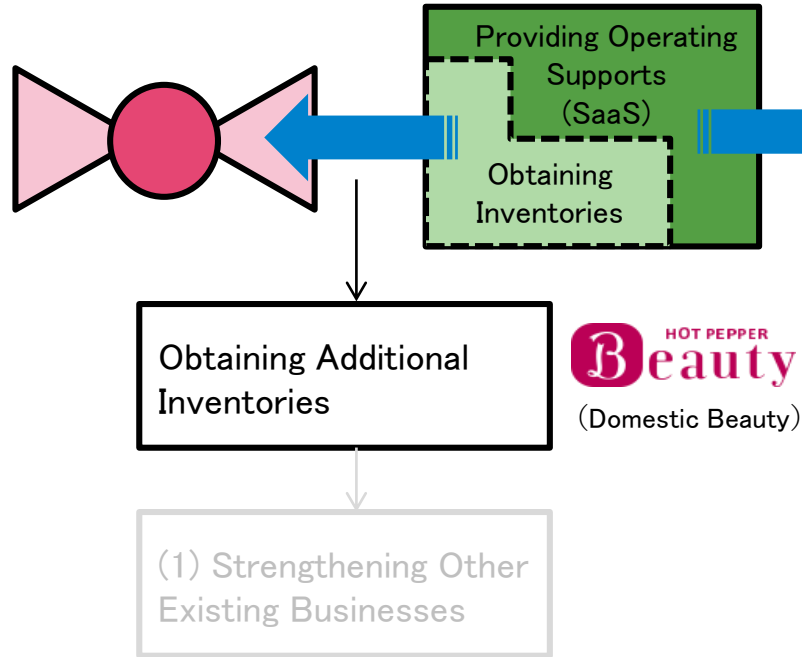 Providing Operating
Supports
(SaaS)
Obtaining
Inventories
Obtaining Additional
Inventories
HOT PEPPER
Beauty
(Domestic Beauty)
(1) Strengthening Other
Existing Businesses